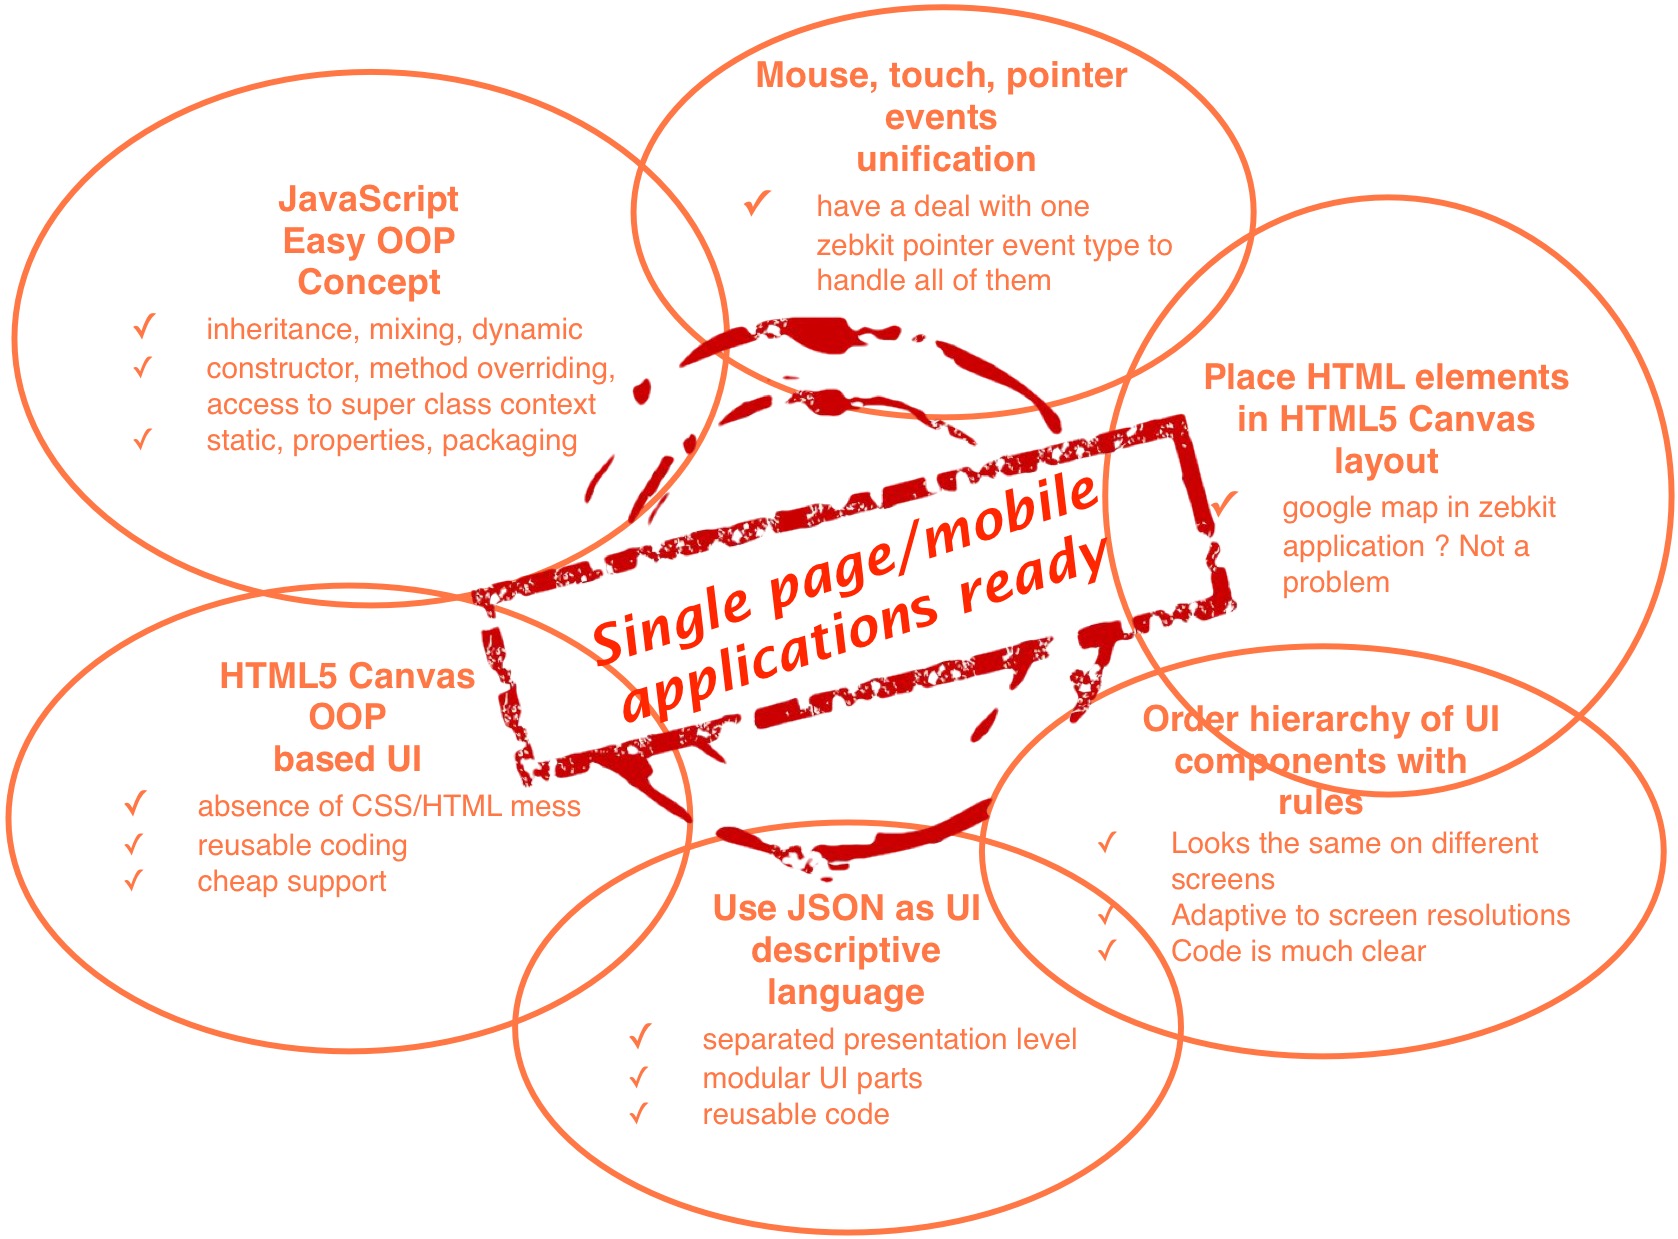 Mouse, touch, pointer
events
unification
✓ have a deal with one
zebkit pointer event type to
handle all of them
JavaScript
Easy OOP
Concept
✓ inheritance, mixing, dynamic
✓ constructor, method overriding,
access to super class context
✓ static, properties, packaging
Place HTML elements
in HTML5 Canvas
layout
✓ google map in zebkit
application ? Not a
problem
Single page/mobile
applications ready
HTML5 Canvas
OOP
based UI
✓ absence of CSS/HTML mess
✓ reusable coding
✓ cheap support
Order hierarchy of UI
components with
rules
✓ Looks the same on different
screens
✓ Adaptive to screen resolutions
✓ Code is much clear
Use JSON as UI
descriptive
language
✓ separated presentation level
✓ modular UI parts
✓ reusable code